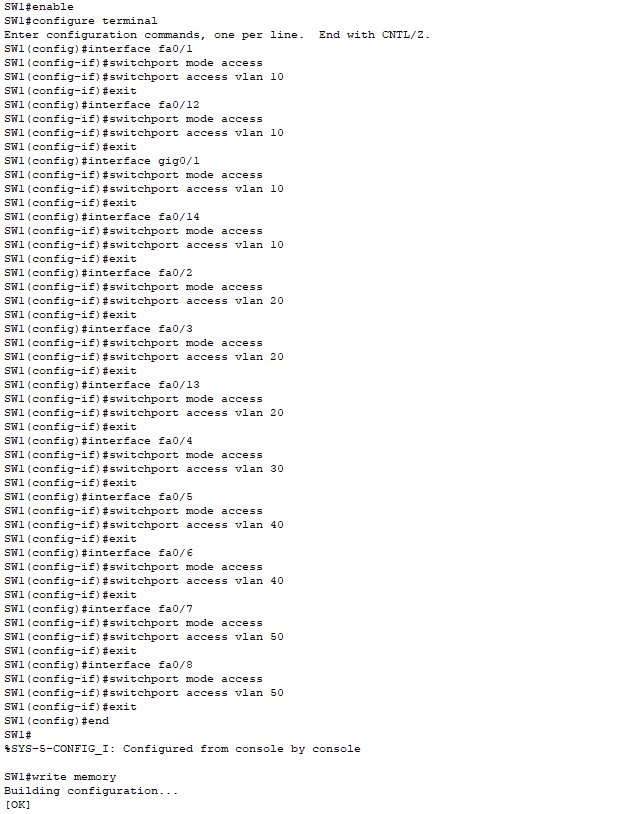 SW1#enable
SW1#configure terminal
Enter configuration commands, one per line.  End with CNTL/Z.
SW1(config)#interface fa0/1
SW1(config-if)#switchport mode access
SW1(config-if)#switchport access vlan 10
SW1(config-if)#exit
SW1(config)#interface fa0/12
SW1(config-if)#switchport mode access
SW1(config-if)#switchport access vlan 10
SW1(config-if)#exit
SW1(config)#interface gig0/1
SW1(config-if)#switchport mode access
SW1(config-if)#switchport access vlan 10
SW1(config-if)#exit
SW1(config)#interface fa0/14
SW1(config-if)#switchport mode access
SW1(config-if)#switchport access vlan 10
SW1(config-if)#exit
SW1(config)#interface fa0/2
SW1(config-if)#switchport mode access
SW1(config-if)#switchport access vlan 20
SW1(config-if)#exit
SW1(config)#interface fa0/3
SW1(config-if)#switchport mode access
SW1(config-if)#switchport access vlan 20
SW1(config-if)#exit
SW1(config)#interface fa0/13
SW1(config-if)#switchport mode access
SW1(config-if)#switchport access vlan 20
SW1(config-if)#exit
SW1(config)#interface fa0/4
SW1(config-if)#switchport mode access
SW1(config-if)#switchport access vlan 30
SW1(config-if)#exit
SW1(config)#interface fa0/5
SW1(config-if)#switchport mode access
SW1(config-if)#switchport access vlan 40
SW1(config-if)#exit
SW1(config)#interface fa0/6
SW1(config-if)#switchport mode access
SW1(config-if)#switchport access vlan 40
SW1(config-if)#exit
SW1(config)#interface fa0/7
SW1(config-if)#switchport mode access
SW1(config-if)#switchport access vlan 50
SW1(config-if)#exit
SW1(config)#interface fa0/8
SW1(config-if)#switchport mode access
SW1(config-if)#switchport access vlan 50
SW1(config-if)#exit
SW1(config)#end
SW1#
%SYS-5-CONFIG_I: Configured from console by console

SW1#write memory
Building configuration...
[OK]